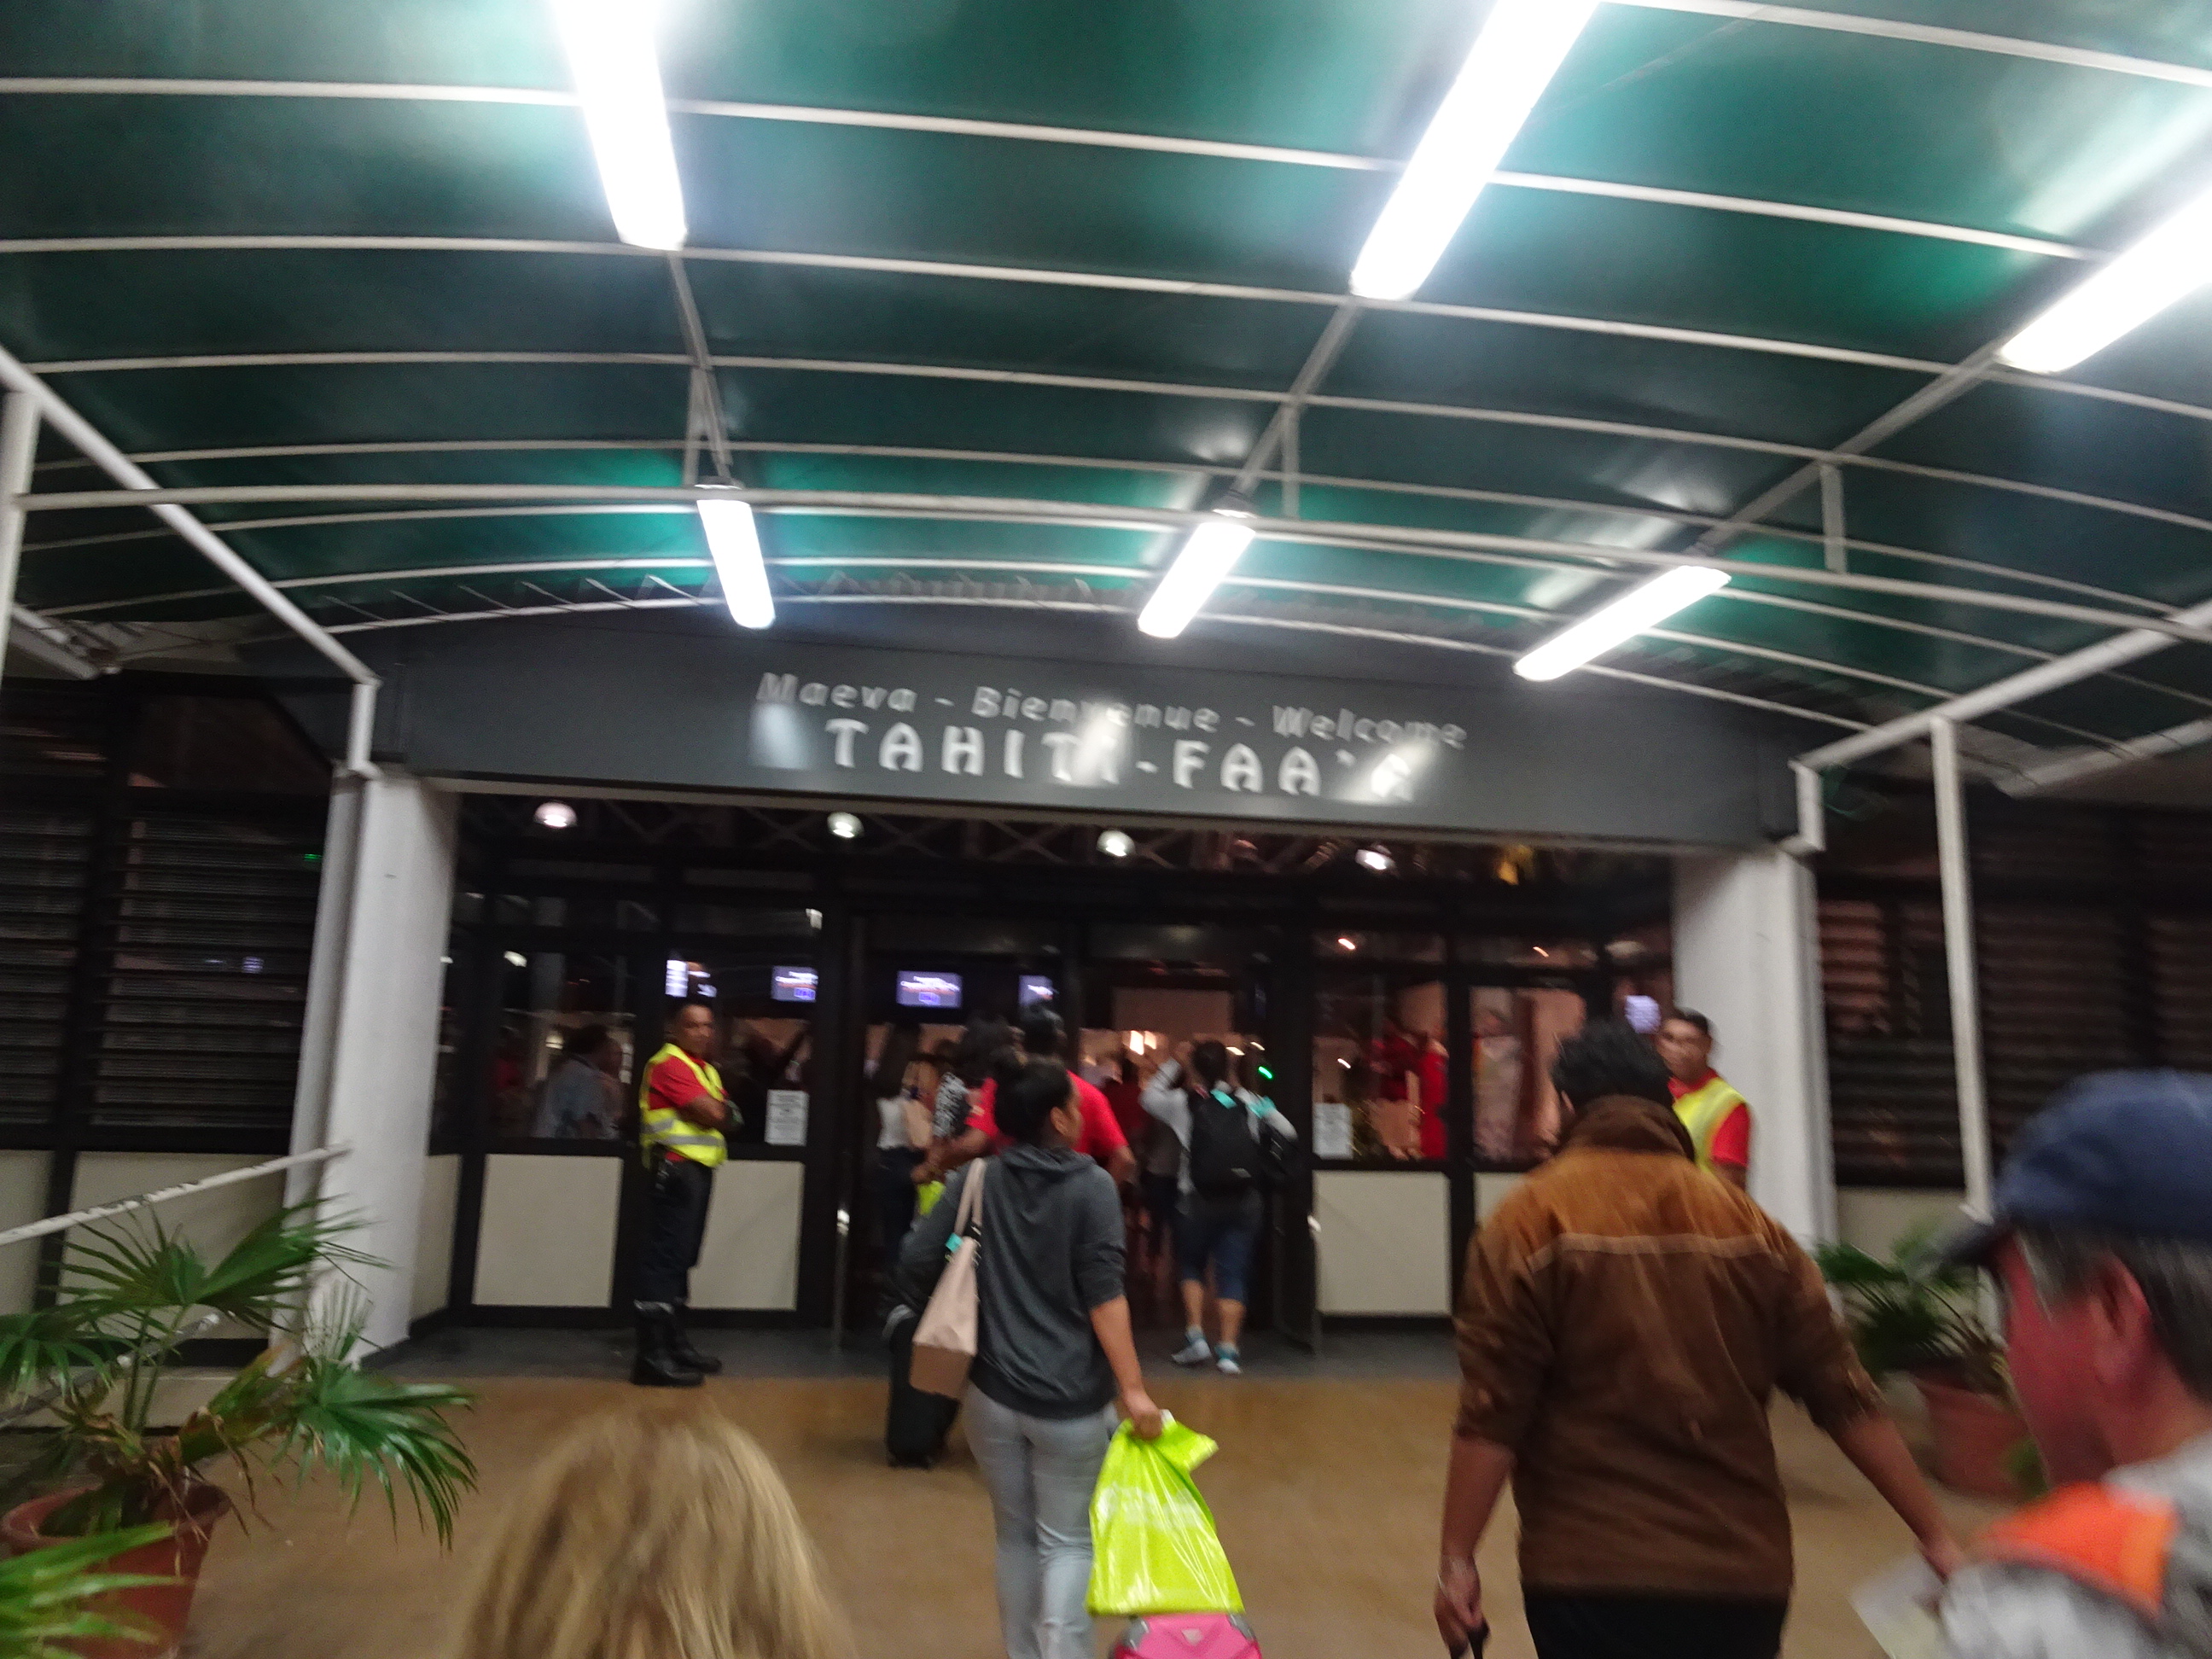 Maeva - Bienvenue - Welcome
TAHITI-FAA'A